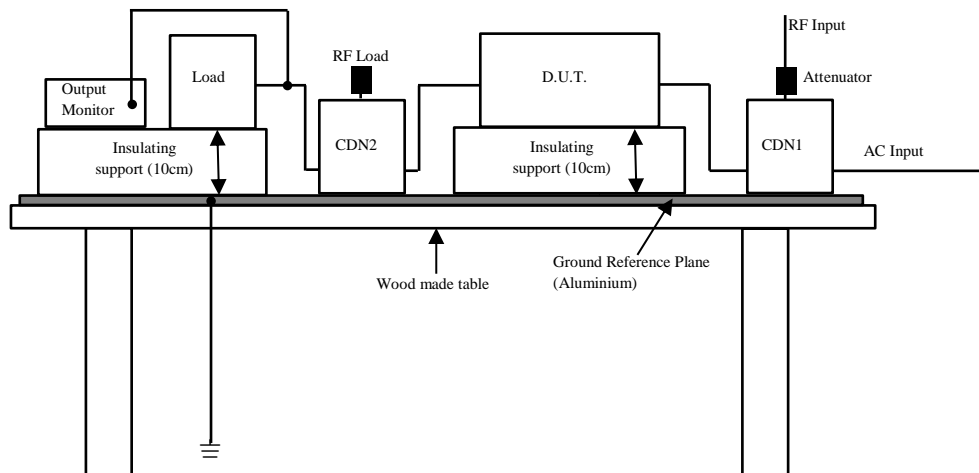 RF Input
RF Load
Attenuator
Load
D.U.T.
Output
Monitor
Insulating
support (10cm)
CDN2
Insulating
support (10cm)
CDN1
AC Input
Wood made table
Ground Reference Plane
(Aluminium)